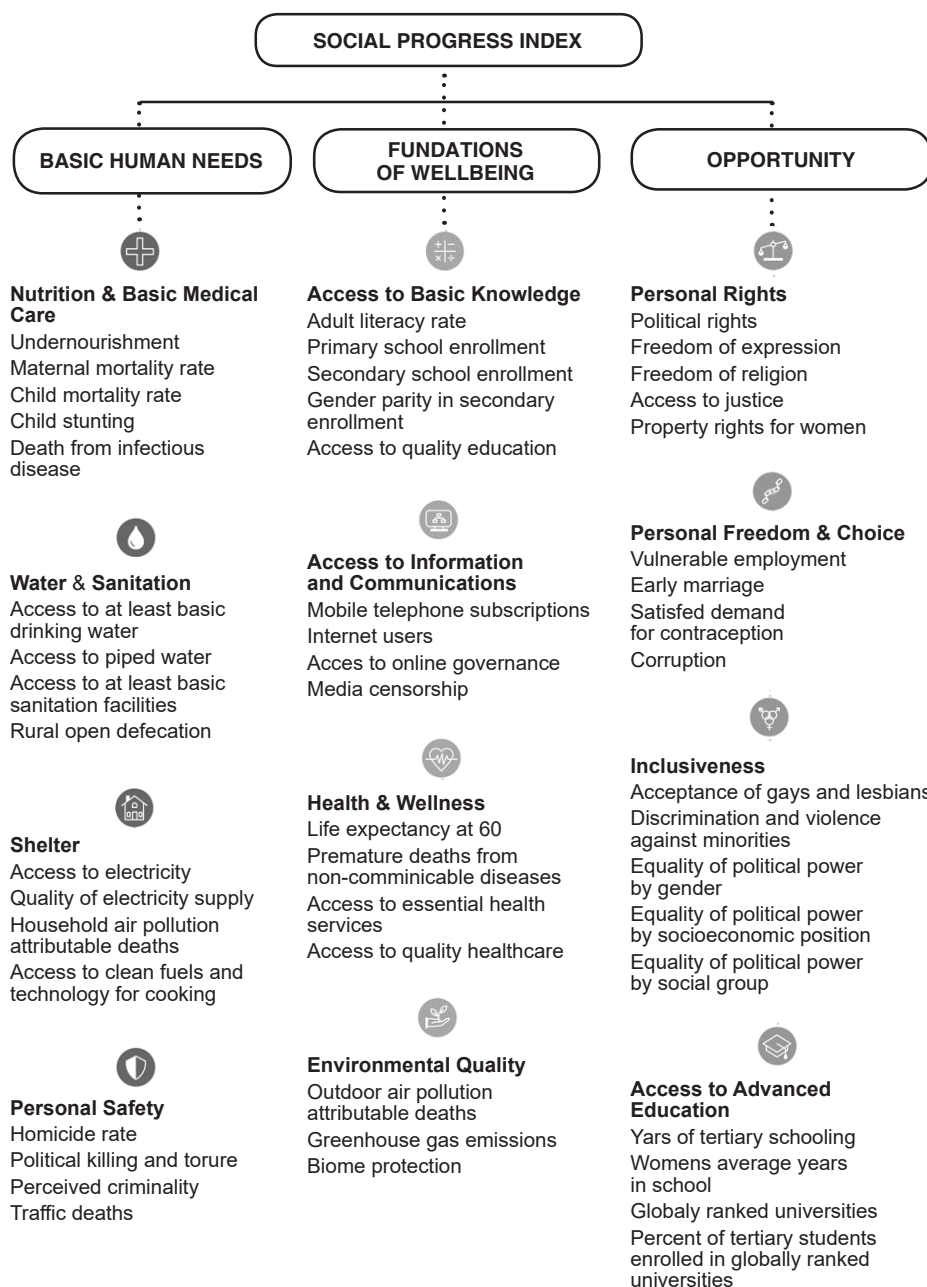 SOCIAL PROGRESS INDEX
BASIC HUMAN NEEDS
FUNDATIONS
OF WELLBEING
OPPORTUNITY
Nutrition & Basic Medical
Care
Undernourishment
Maternal mortality rate
Child mortality rate
Child stunting
Death from infectious
disease
Water & Sanitation
Access to at least basic
drinking water
Access to piped water
Access to at least basic
sanitation facilities
Rural open defecation
Shelter
Access to electricity
Quality of electricity supply
Household air pollution
attributable deaths
Access to clean fuels and
technology for cooking
Personal Safety
Homicide rate
Political killing and torure
Perceived criminality
Traffic deaths
Access to Basic Knowledge
Adult literacy rate
Primary school enrollment
Secondary school enrollment
Gender parity in secondary
enrollment
Access to quality education
Access to Information
and Communications
Mobile telephone subscriptions
Internet users
Acces to online governance
Media censorship
Health & Wellness
Life expectancy at 60
Premature deaths from
non-comminicable diseases
Access to essential health
services
Access to quality healthcare
Environmental Quality
Outdoor air pollution
attributable deaths
Greenhouse gas emissions
Biome protection
Personal Rights
Political rights
Freedom of expression
Freedom of religion
Access to justice
Property rights for women
Personal Freedom & Choice
Vulnerable employment
Early marriage
Satisfed demand
for contraception
Corruption
Inclusiveness
Acceptance of gays and lesbians
Discrimination and violence
against minorities
Equality of political power
by gender
Equality of political power
by socioeconomic position
Equality of political power
by social group
Access to Advanced
Education
Yars of tertiary schooling
Womens average years
in school
Globaly ranked universities
Percent of tertiary students
enrolled in globally ranked
universities